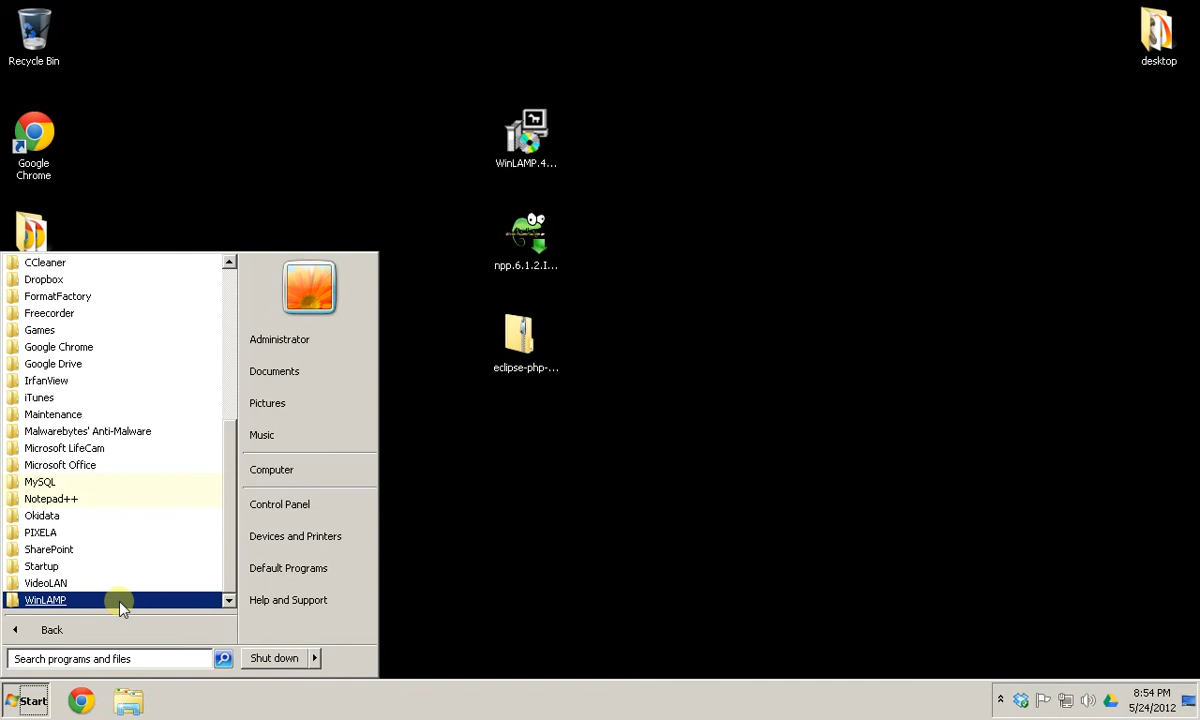 Recycle Bin
desktop
Google
Chrome
WinLAMP.4...
npp.6.1.2.I...
eclipse-php-...
CCleaner
Dropbox
FormatFactory
Freecorder
Games
Google Chrome
Google Drive
IrfanView
iTunes
Maintenance
Malwarebytes' Anti-Malware
Microsoft LifeCam
Microsoft Office
MySQL
Notepad++
Okidata
PIXELA
SharePoint
Startup
VideoLAN
WinLAMP
Back
Search programs and files
Administrator
Documents
Pictures
Music
Computer
Control Panel
Devices and Printers
Default Programs
Help and Support
Shut down
Start
8:54 PM
5/24/2012